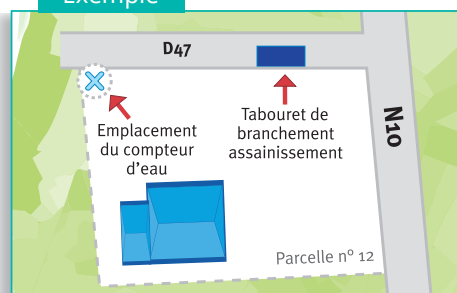 Exemple
D47
N10
Emplacement
du compteur
d'eau
Tabouret de
branchement
assainissement
Parcelle n° 12